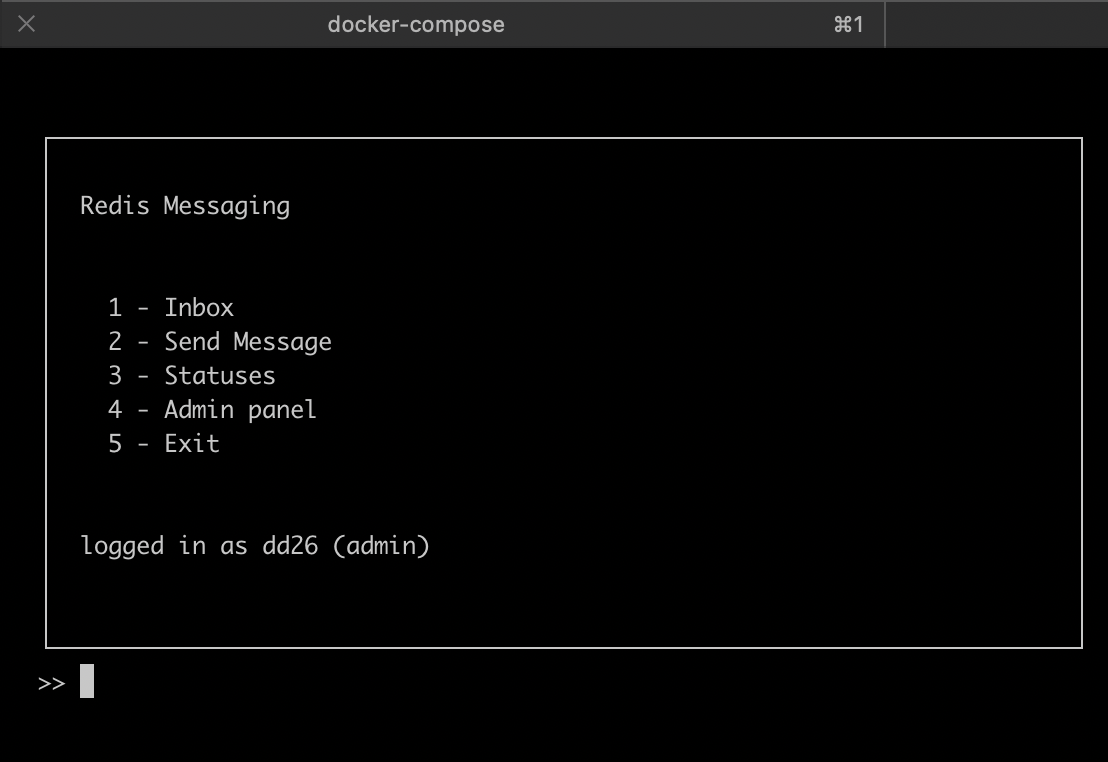 docker-compose ⌘1
Redis Messaging
1 - Inbox
2 - Send Message
3 - Statuses
4 - Admin panel
5 - Exit
logged in as dd26 (admin)
>>